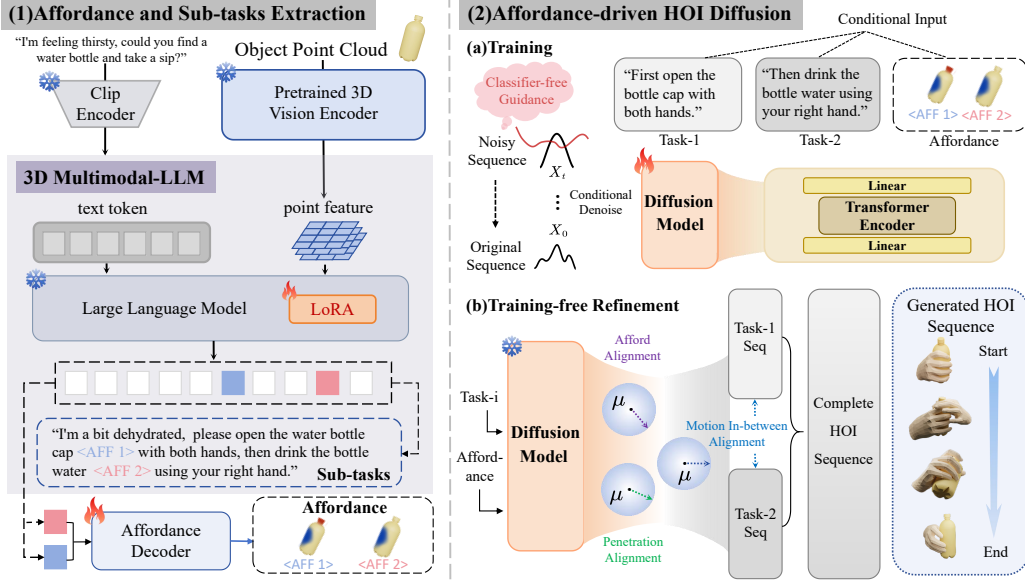 (1)Affordance and Sub-tasks Extraction
“I'm feeling thirsty, could you find a
water bottle and take a sip?”
Object Point Cloud
Clip
Encoder
Pretrained 3D
Vision Encoder
3D Multimodal-LLM
text token
point feature
Large Language Model
LoRA
“I'm a bit dehydrated, please open the water bottle
cap <AFF 1> with both hands, then drink the bottle
water <AFF 2> using your right hand.”
Sub-tasks
Affordance
Decoder
Affordance
<AFF 1>
<AFF 2>
(2)Affordance-driven HOI Diffusion
Conditional Input
(a)Training
Classifier-free
Guidance
Noisy
Sequence
Xt
Conditional
Denoise
X0
Original
Sequence
“First open the
bottle cap with
both hands.”
Task-1
“Then drink the
bottle water using
your right hand.”
Task-2
<AFF 1> <AFF 2>
Affordance
Diffusion
Model
Linear
Transformer
Encoder
Linear
(b)Training-free Refinement
Task-i
Afford-
ance
Diffusion
Model
Afford
Alignment
μ
μ
μ
Penetration
Alignment
Motion In-between
Alignment
Task-1
Seq
Task-2
Seq
Complete
HOI
Sequence
Generated HOI
Sequence
Start
End